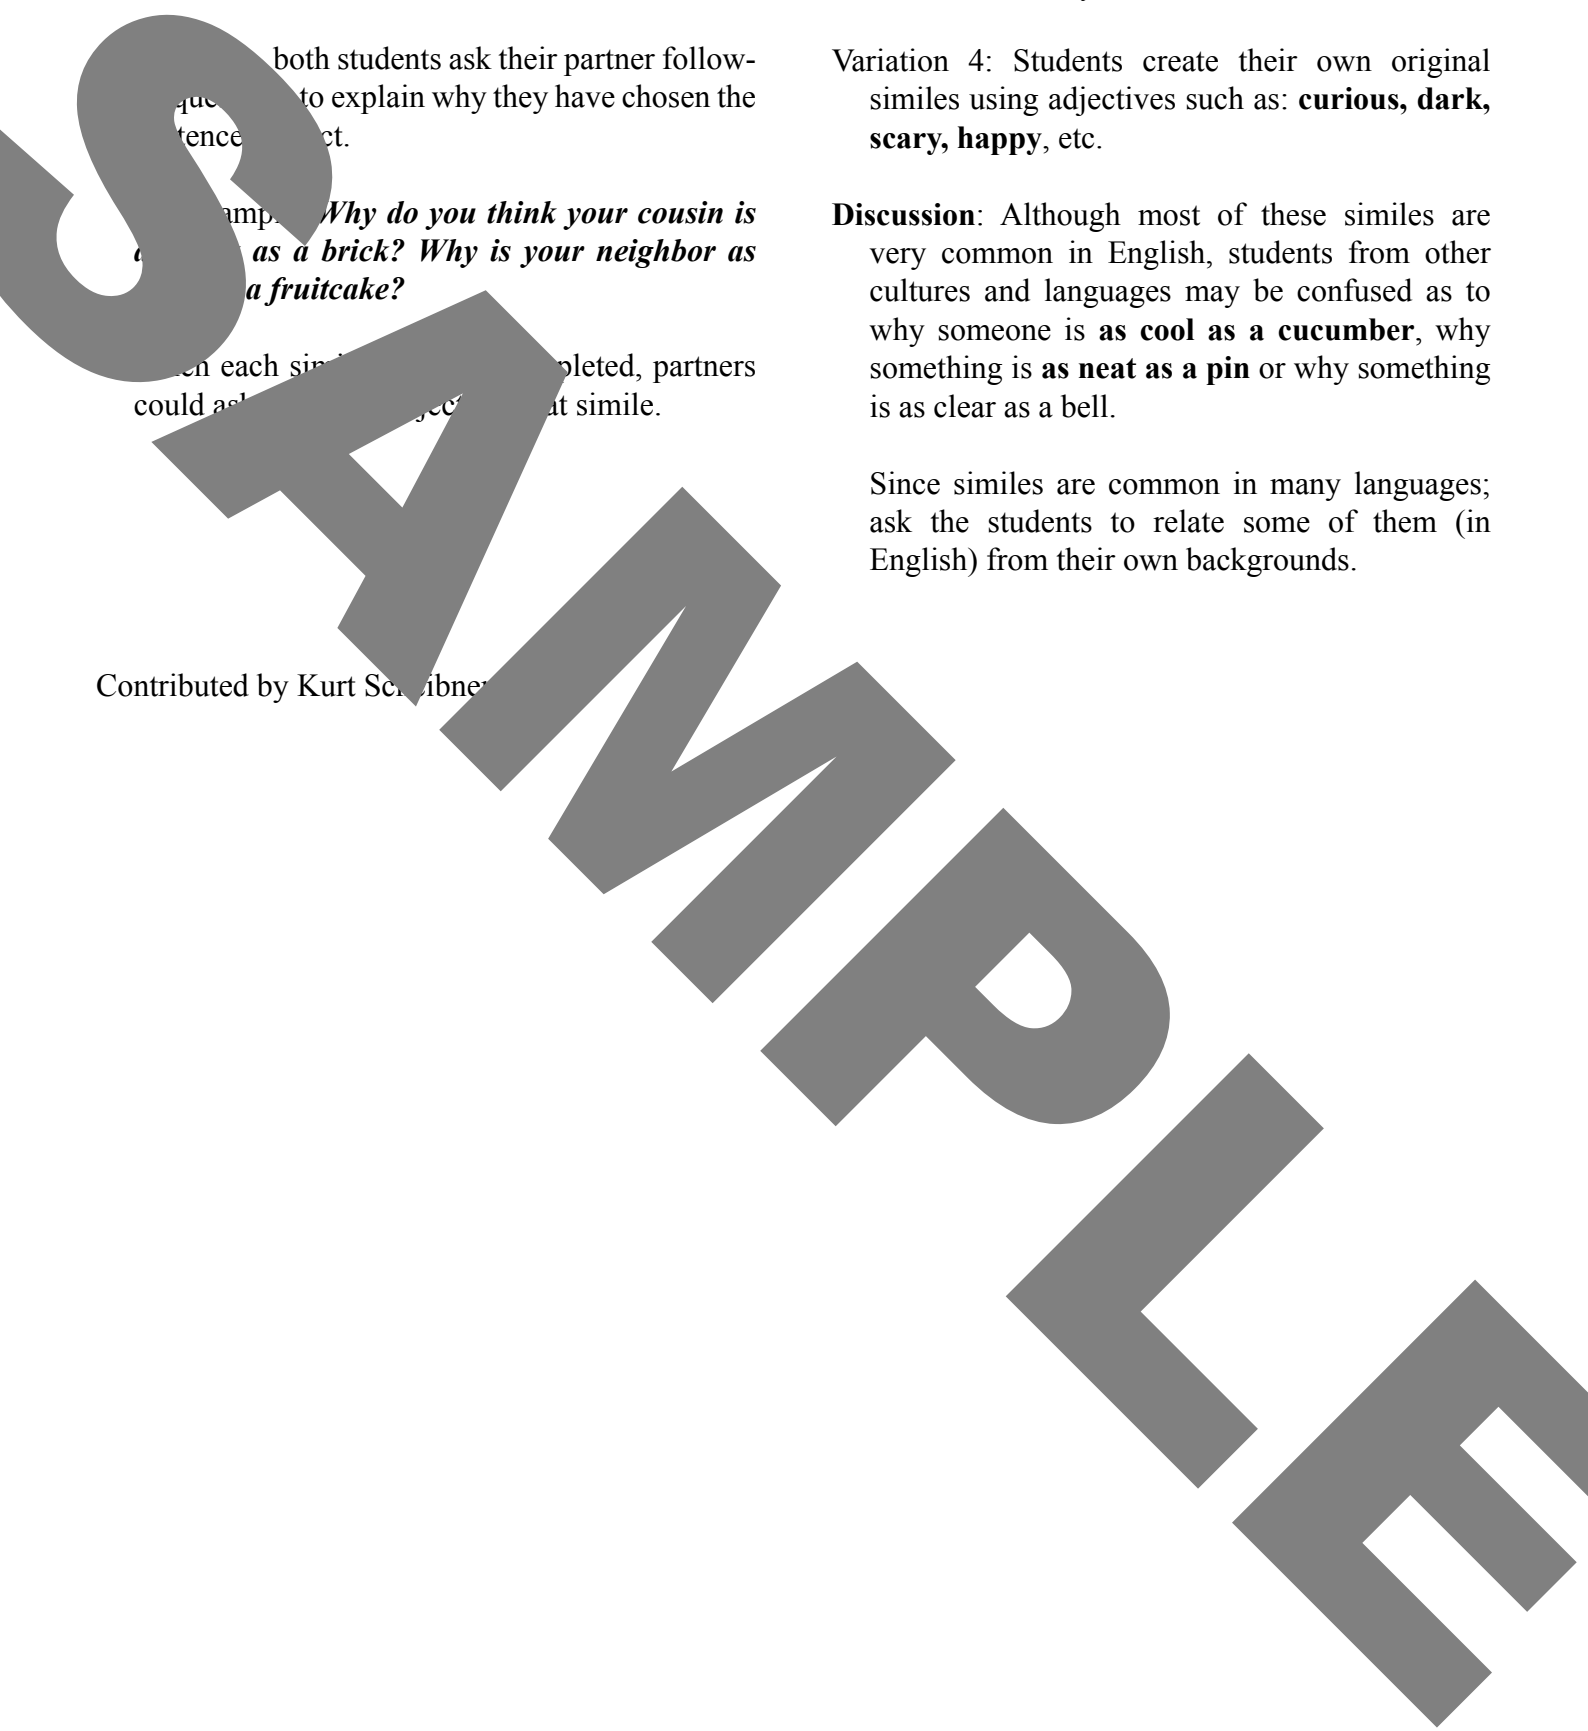 both students ask their partner follow-
to explain why they have chosen the
Why do you think your cousin is
as a brick? Why is your neighbor as
a fruitcake?
each partners
could simile.
Contributed by Kurt
Variation 4: Students create their own original
similes using adjectives such as: curious, dark,
scary, happy, etc.
Discussion: Although most of these similes are
very common in English, students from other
cultures and languages may be confused as to
why someone is as cool as a cucumber, why
something is as neat as a pin or why something
is as clear as a bell.
Since similes are common in many languages;
ask the students to relate some of them (in
English) from their own backgrounds.
SAMPLE